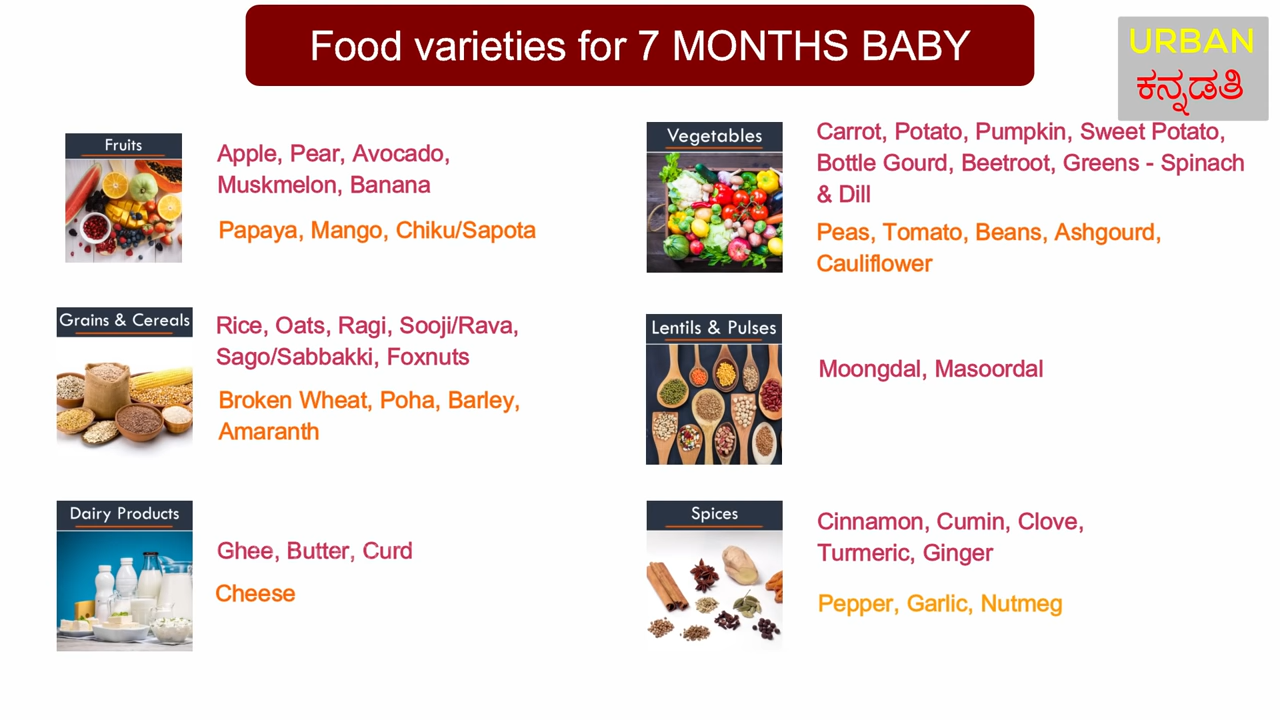 Food varieties for 7 MONTHS BABY
URBAN
ಕನ್ನಡತಿ
Fruits
Apple, Pear, Avocado,
Muskmelon, Banana
Papaya, Mango, Chiku/Sapota
Vegetables
Carrot, Potato, Pumpkin, Sweet Potato,
Bottle Gourd, Beetroot, Greens - Spinach
& Dill
Peas, Tomato, Beans, Ashgourd,
Cauliflower
Grains & Cereals
Rice, Oats, Ragi, Sooji/Rava,
Sago/Sabbakki, Foxnuts
Broken Wheat, Poha, Barley,
Amaranth
Lentils & Pulses
Moongdal, Masoordal
Dairy Products
Ghee, Butter, Curd
Cheese
Spices
Cinnamon, Cumin, Clove,
Turmeric, Ginger
Pepper, Garlic, Nutmeg